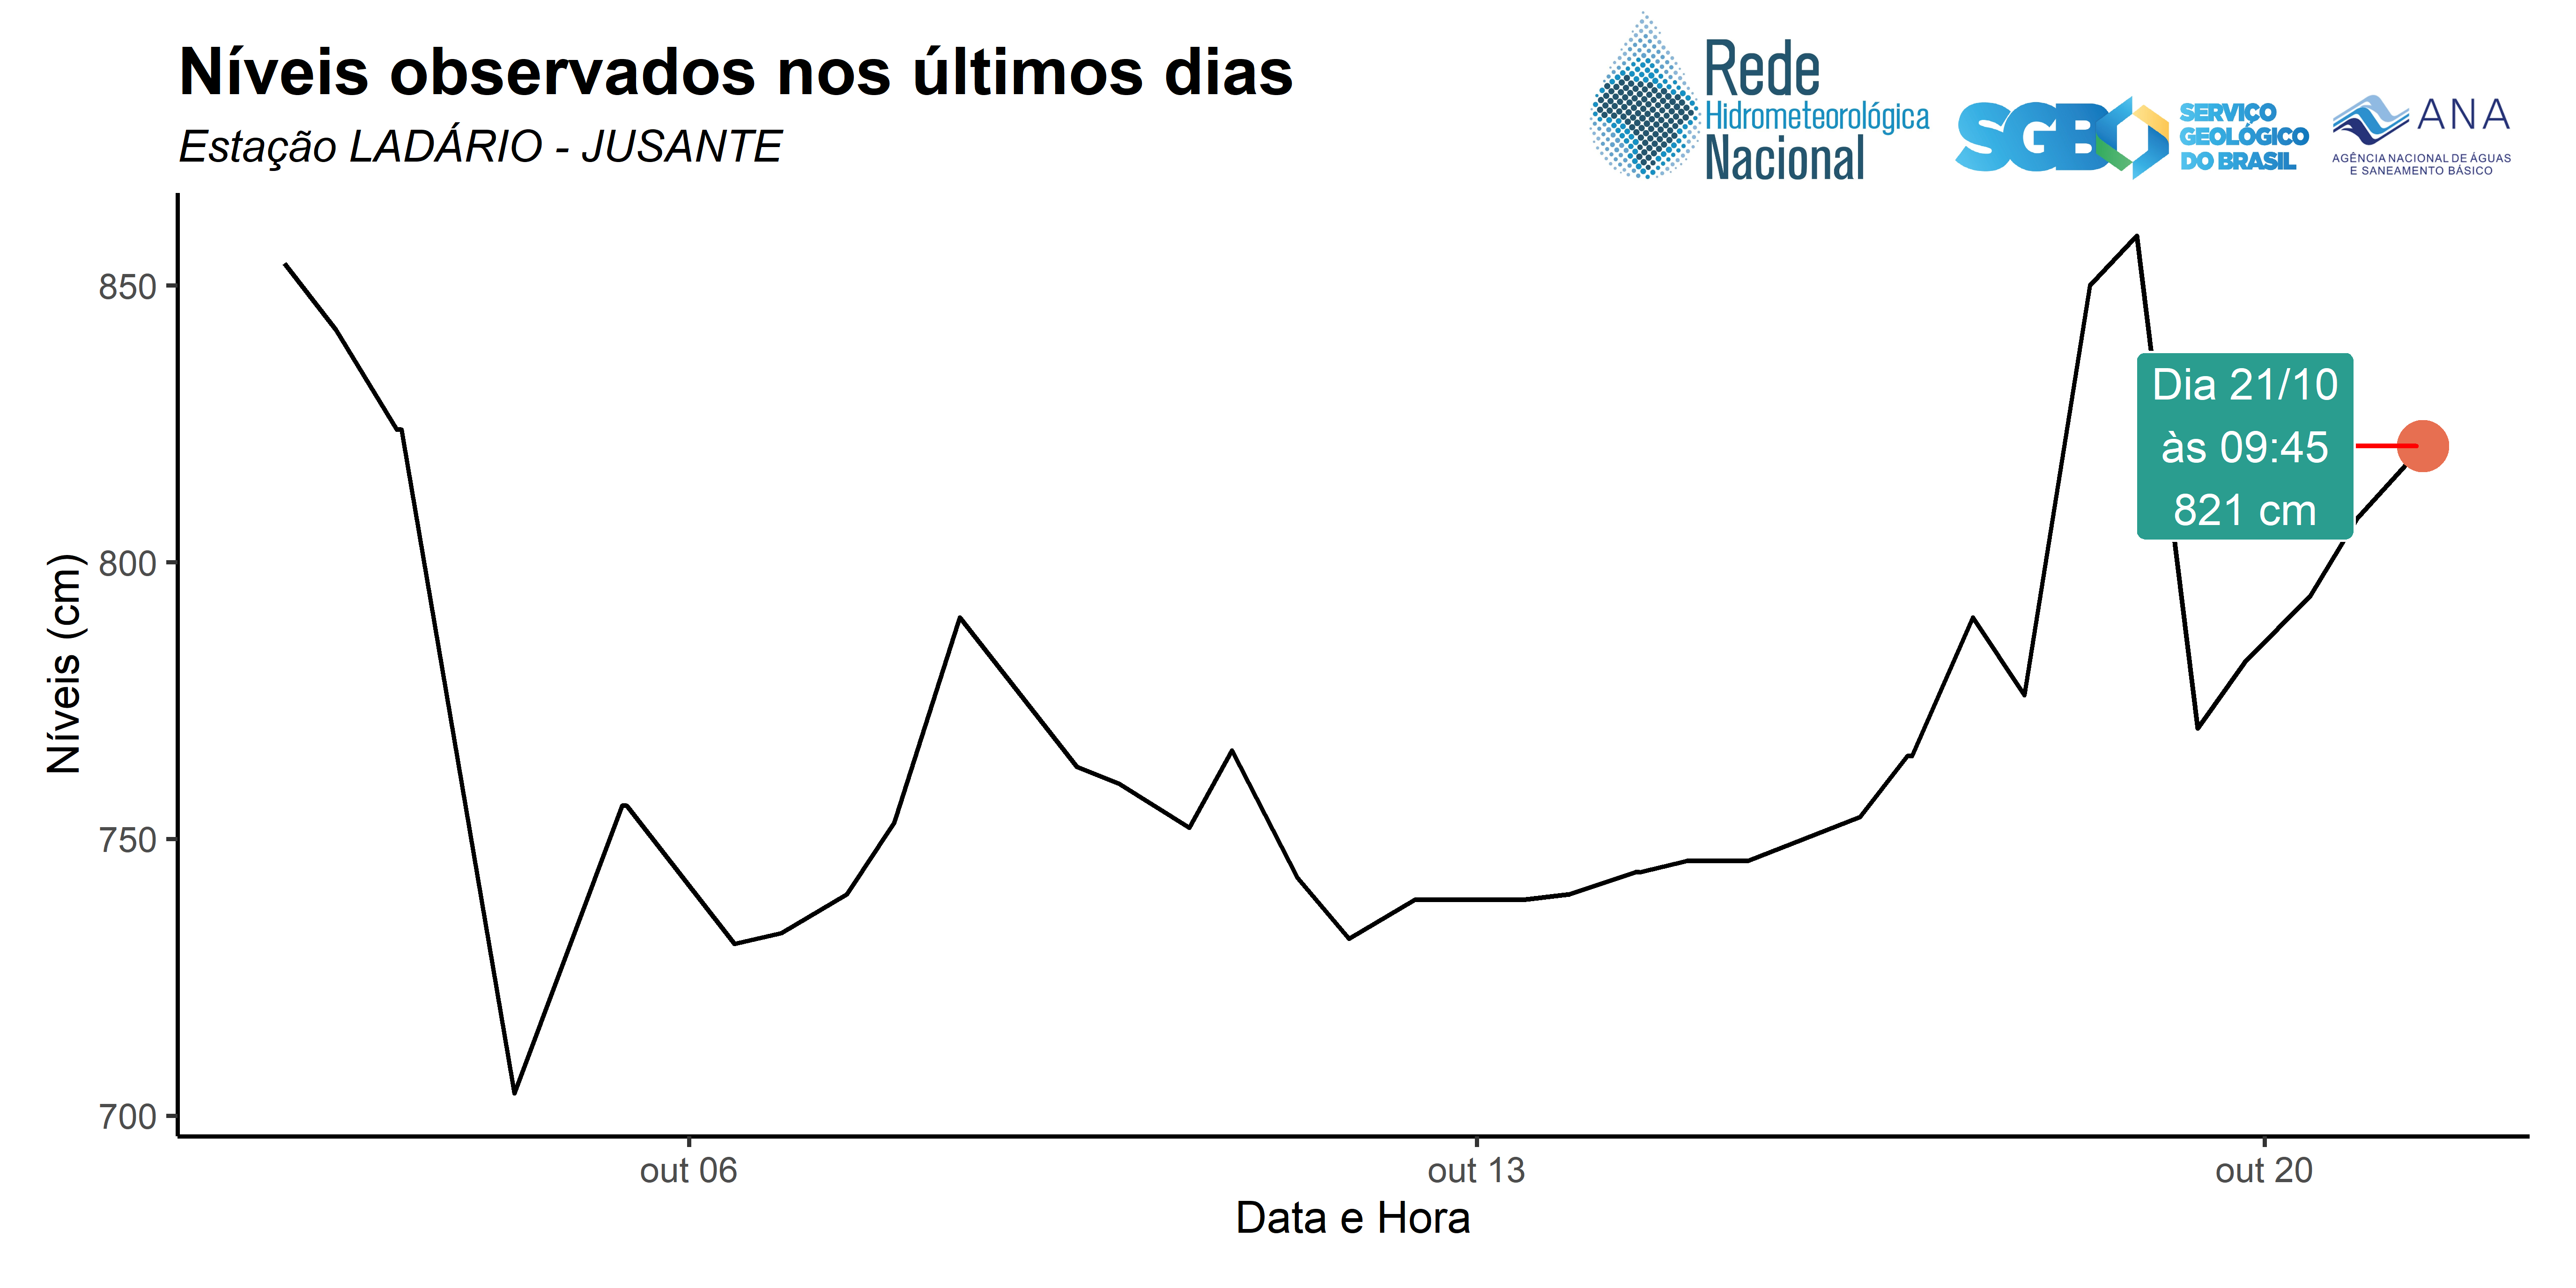 Níveis observados nos últimos dias
Estação LADÁRIO - JUSANTE
Rede
Hidrometeorológica
Nacional
SGB
SERVIÇO
GEOLÓGICO
DO BRASIL
ANA
AGÊNCIA NACIONAL DE ÁGUAS
E SANEAMENTO BÁSICO
Níveis (cm)
850
800
750
700
Dia 21/10
às 09:45
821 cm
out 06
out 13
out 20
Data e Hora